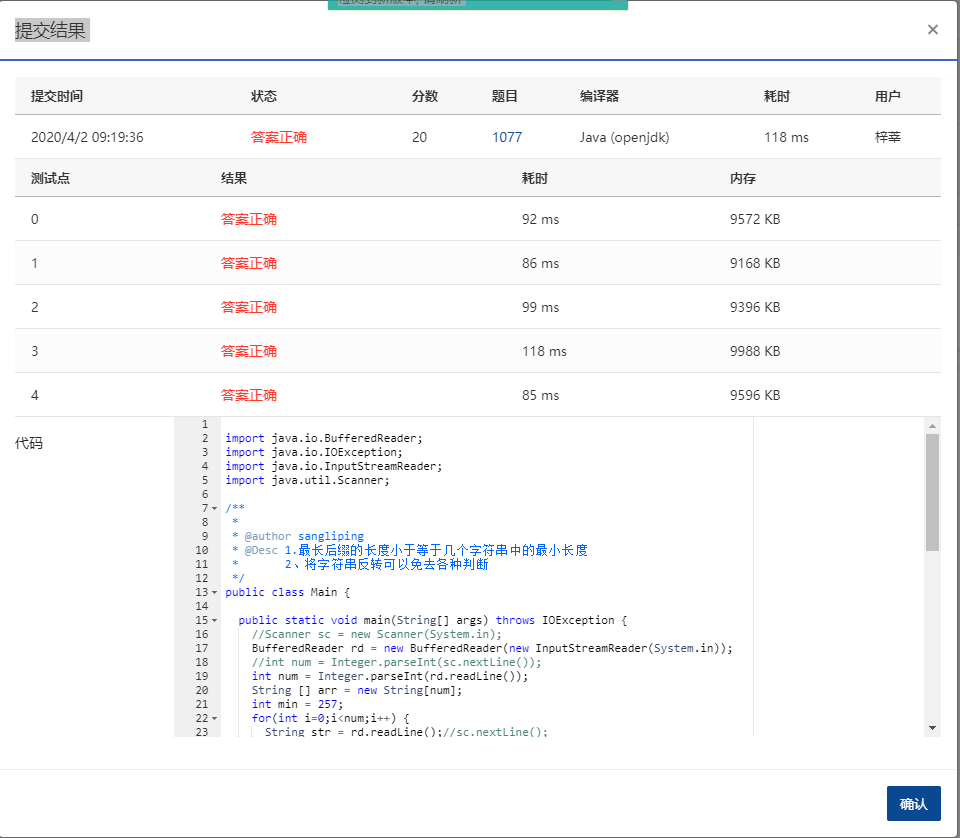 提交结果
×
提交时间 状态 分数 题目 编译器 耗时 用户
2020/4/2 09:19:36 答案正确 20 1077 Java (openjdk) 118 ms 梓莘
测试点 结果 耗时 内存
0 答案正确 92 ms 9572 KB
1 答案正确 86 ms 9168 KB
2 答案正确 99 ms 9396 KB
3 答案正确 118 ms 9988 KB
4 答案正确 85 ms 9596 KB
代码
1
2 import java.io.BufferedReader;
3 import java.io.IOException;
4 import java.io.InputStreamReader;
5 import java.util.Scanner;
6
7 /**
8 *
9 * @author sangliping
10 * @Desc 1.最长后缀的长度小于等于几个字符串中的最小长度
11 * 2、将字符串反转可以免去各种判断
12 */
13 public class Main {
14
15 public static void main(String[] args) throws IOException {
16 //Scanner sc = new Scanner(System.in);
17 BufferedReader rd = new BufferedReader(new InputStreamReader(System.in));
18 //int num = Integer.parseInt(sc.nextLine());
19 int num = Integer.parseInt(rd.readLine());
20 String [] arr = new String[num];
21 int min = 257;
22 for(int i=0;i<num;i++) {
23 String str = rd.readLine();//sc.nextLine();
确认